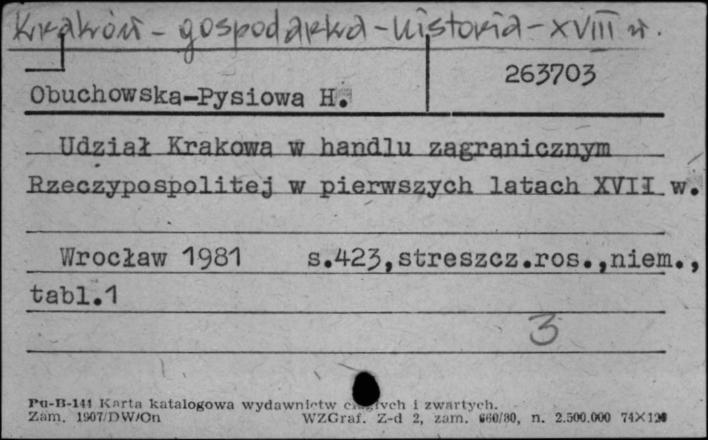 Kraków - gospodarka - historia - XVIII w.
263703
Obuchowska-Pysiowa H.
Udział Krakowa w handlu zagranicznym
Rzeczypospolitej w pierwszych latach XVII w.
Wrocław 1981 s.423,streszcz.ros.,niem.,
tabl.1
3
Pu-B-141 Karta katalogowa wydawnictw i zwartych.
Zam. 1907/DW/On WZGraf. Z-d 2, zam. 660/80, n. 2.500.000